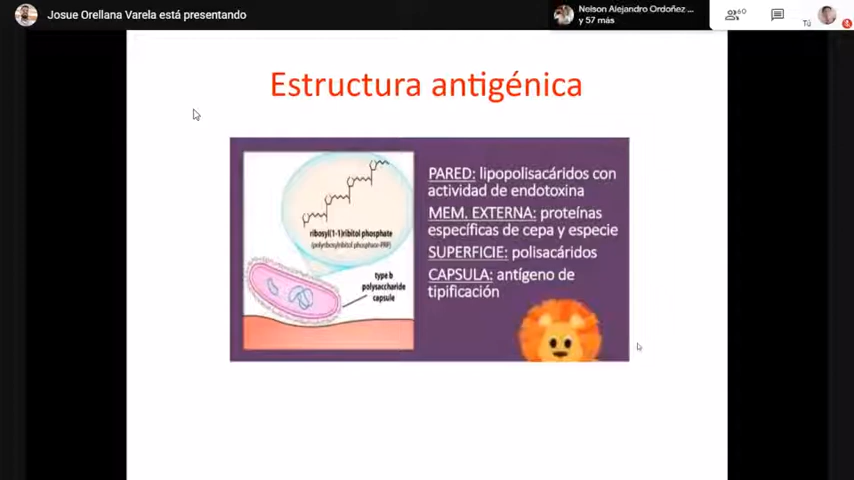 Josue Orellana Varela está presentando
Nelson Alejandro Ordoñez ...
y 57 más
60
Tú
Estructura antigénica
ribosyl(1-1)ribitol phosphate
(polyribosylribitol phosphate-PRP)
type b
polysaccharide
capsule
PARED: lipopolisacáridos con
actividad de endotoxina
MEM. EXTERNA: proteínas
específicas de cepa y especie
SUPERFICIE: polisacáridos
CAPSULA: antígeno de
tipificación